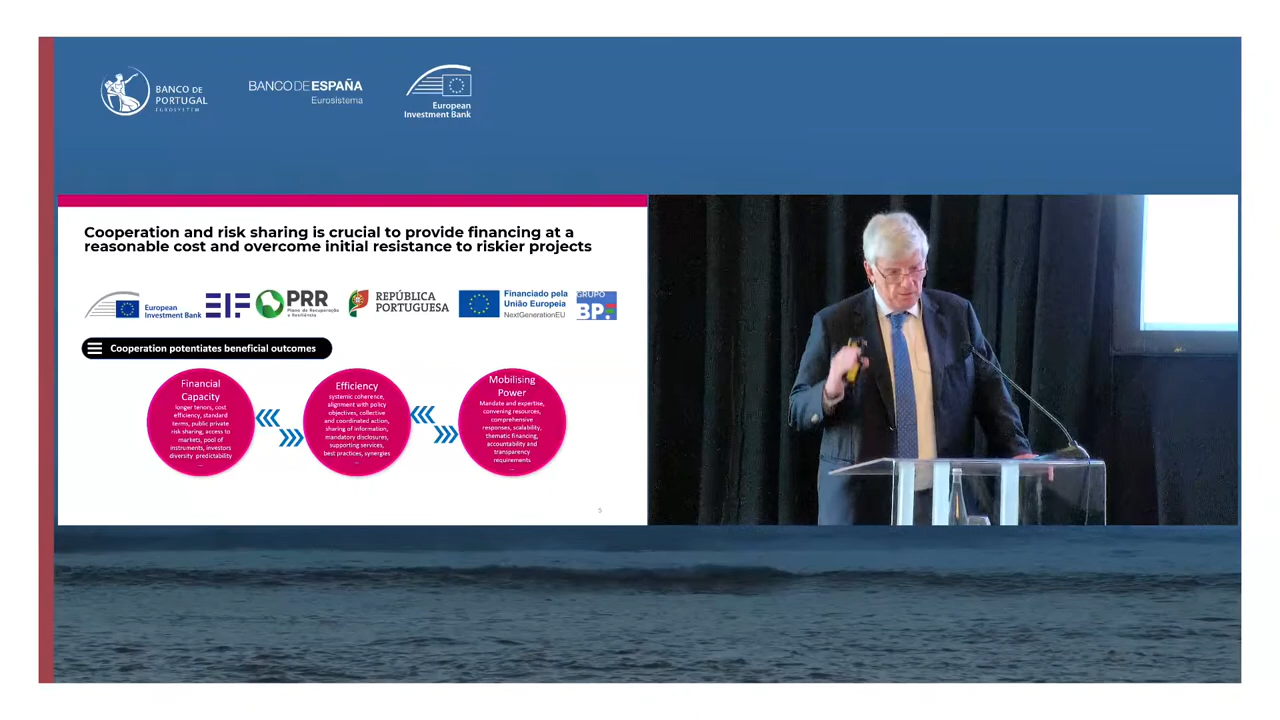 BANCO DE
PORTUGAL
EUROSISTEMA
BANCODEESPAÑA
Eurosistema
European
Investment Bank
Cooperation and risk sharing is crucial to provide financing at a
reasonable cost and overcome initial resistance to riskier projects
European
Investment Bank
EIF
PRR
Plano de Recuperação
e Resiliência
REPÚBLICA
PORTUGUESA
Financiado pela
União Europeia
NextGenerationEU
GRUPO
BPF
Cooperation potentiates beneficial outcomes
Financial
Capacity
longer tenors, cost
efficiency, standard
terms, public private
risk sharing, access to
markets, pool of
instruments, investors
diversity predictability
...
Efficiency
systemic coherence,
alignment with policy
objectives, collective
and coordinated action,
sharing of information,
mandatory disclosures,
supporting services,
best practices, synergies
...
Mobilising
Power
Mandate and expertise,
convening resources,
comprehensive
responses, scalability,
thematic financing,
accountability and
transparency
requirements
...